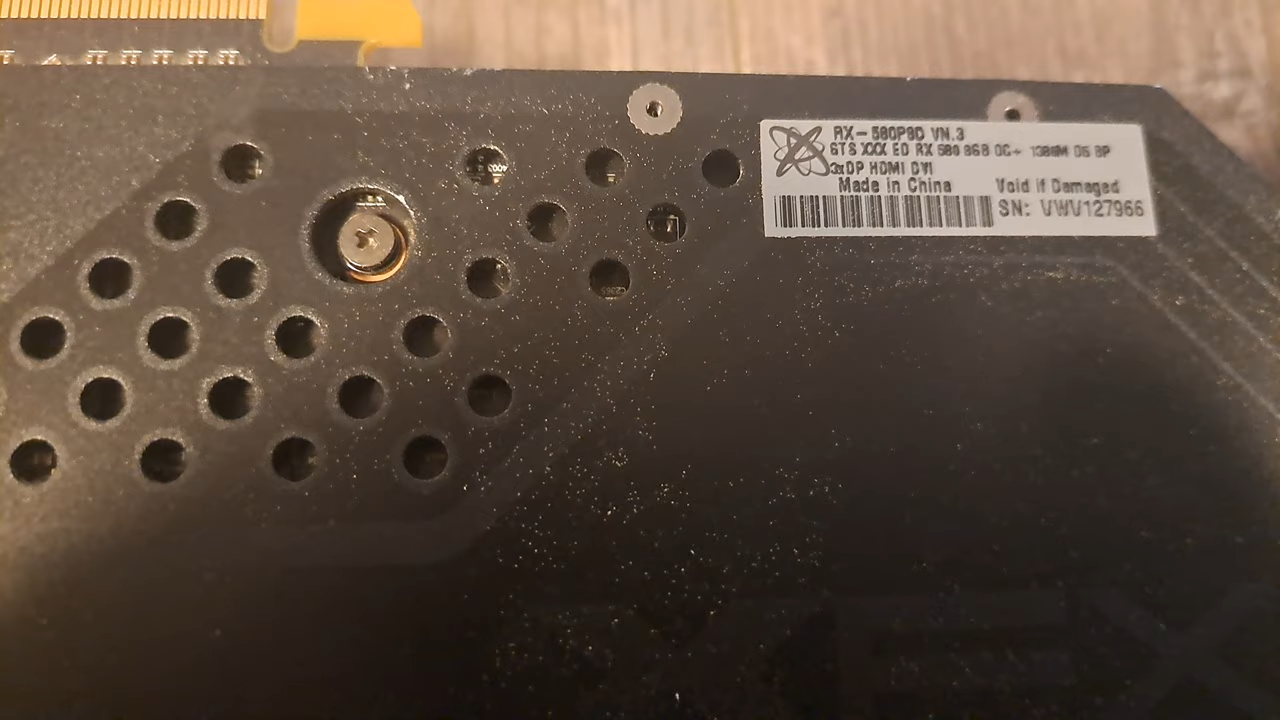 RX-580P8D VN.3
GTS XXX ED RX 580 8GB OC+ 1386M D5 BP
3xDP HDMI DVI
Made in China Void if Damaged
SN: VWV127966